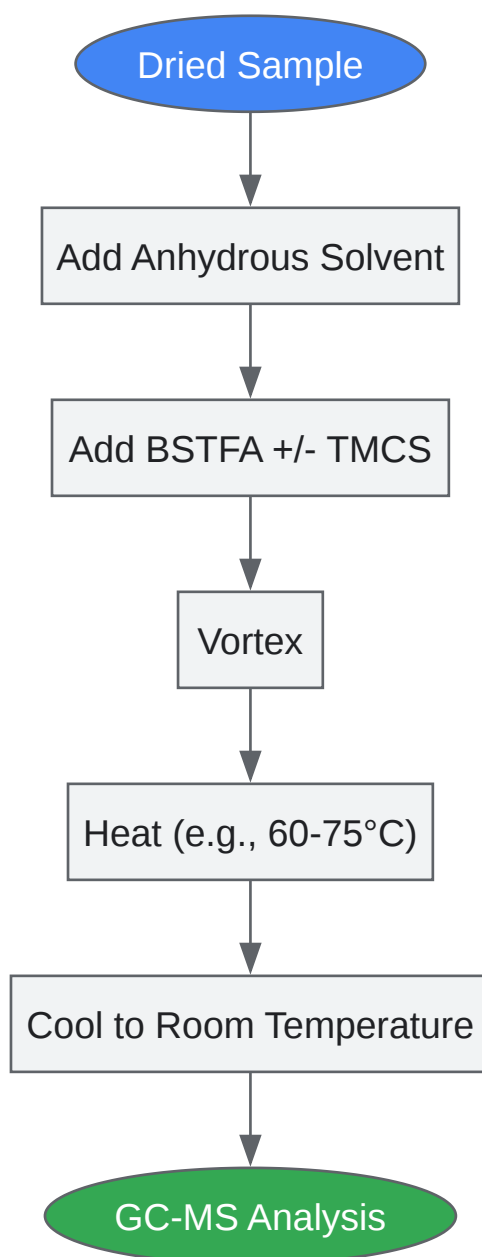 Dried Sample
Add Anhydrous Solvent
Add BSTFA +/- TMCS
Vortex
Heat (e.g., 60-75°C)
Cool to Room Temperature
GC-MS Analysis